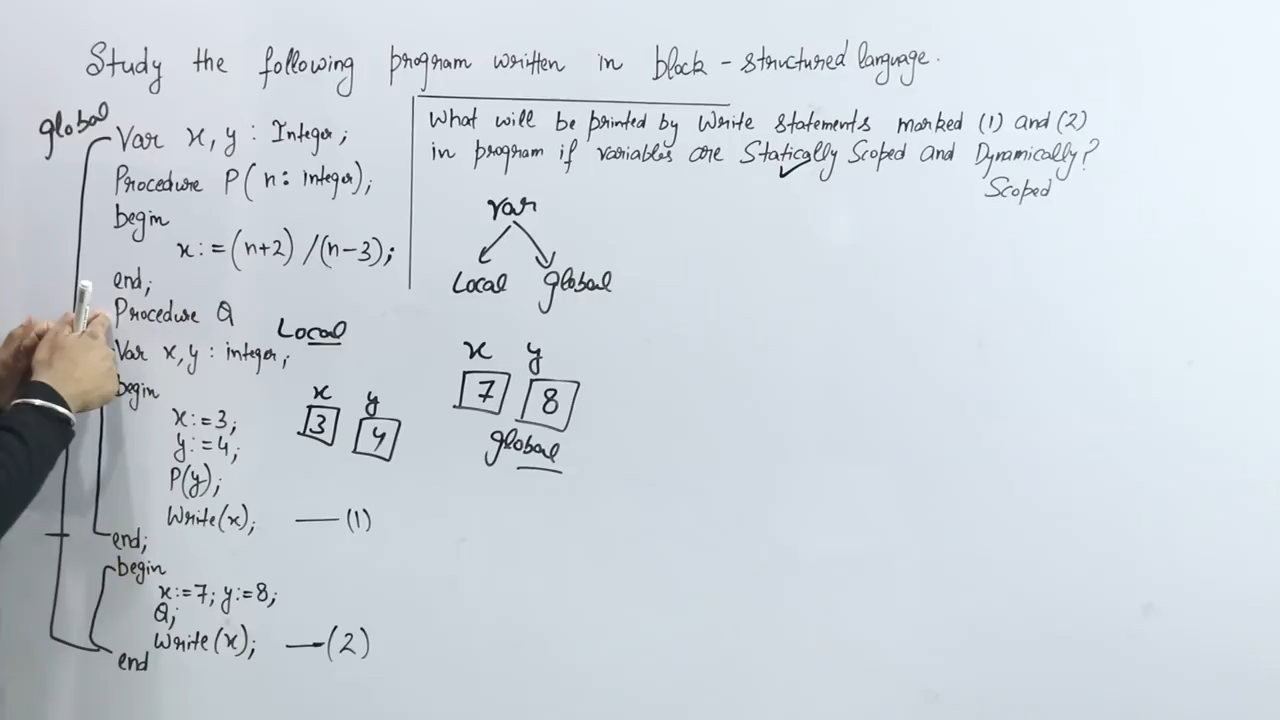 Study the following program written in block - structured language.
global
Var x, y : Integer;
Procedure P( n: integer);
begin
x: = (n+2) /(n-3);
end;
Procedure Q
Var x, y : integer;
begin
x:=3;
y:=4;
P(y);
Write(x); — (1)
end;
begin
x:=7; y:=8;
Q;
Write(x); — (2)
end
Local
x y
3 4
What will be printed by Write statements marked (1) and (2)
in program if variables are Statically Scoped and Dynamically?
Scoped
Var
Local global
x y
7 8
global